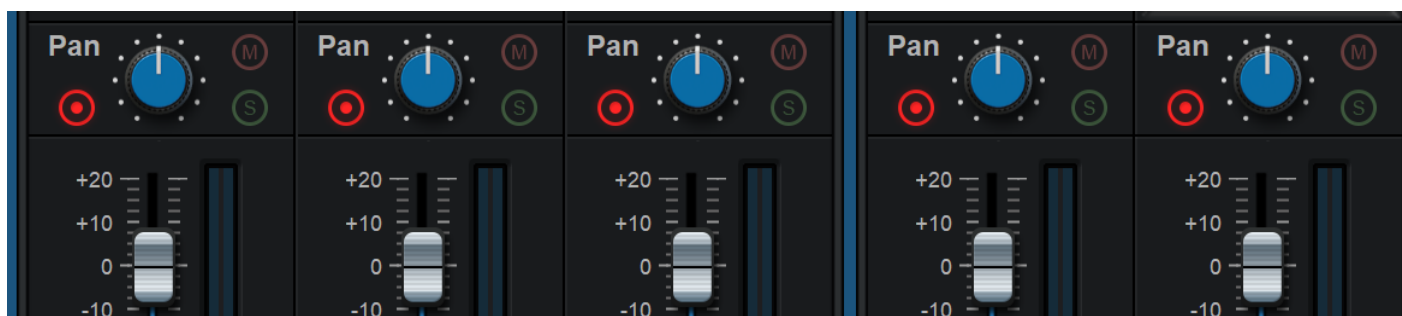 Pan M Pan M Pan M Pan M Pan M
S S S S S
+20 +20 +20 +20 +20
+10 +10 +10 +10 +10
0 0 0 0 0
-10 -10 -10 -10 -10